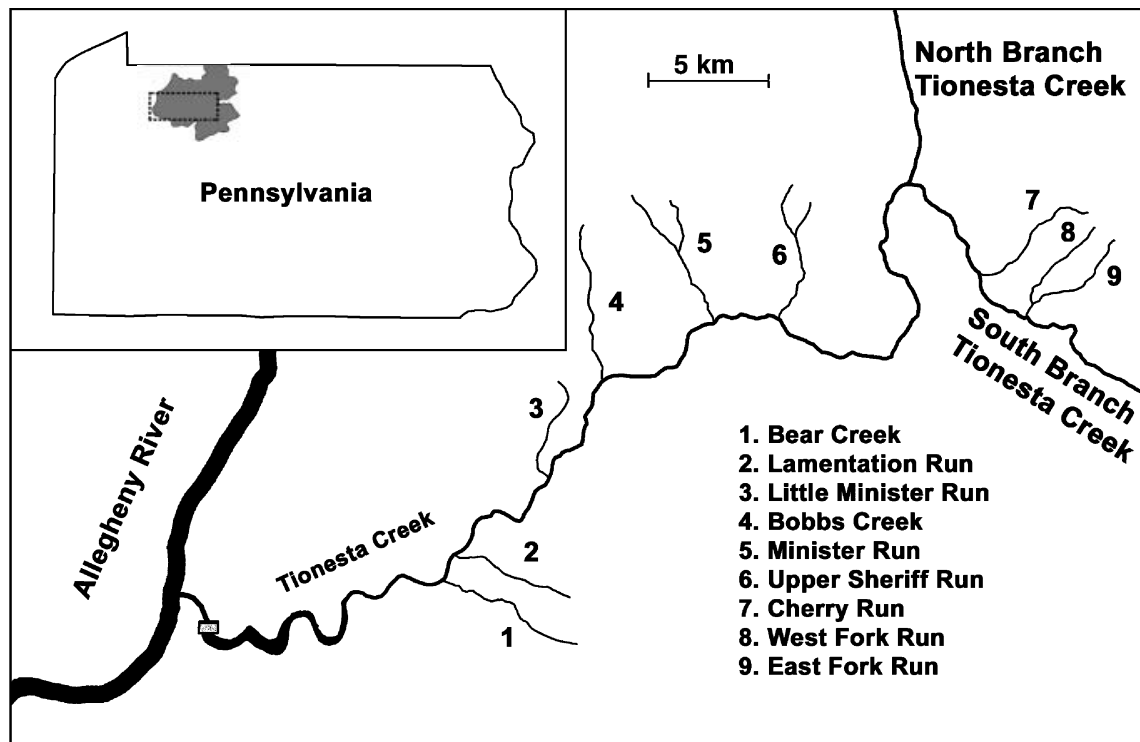 Pennsylvania
5 km
North Branch
Tionesta Creek
7
8
9
5
6
4
South Branch
Tionesta Creek
3
Allegheny River
Tionesta Creek
2
1
1. Bear Creek
2. Lamentation Run
3. Little Minister Run
4. Bobbs Creek
5. Minister Run
6. Upper Sheriff Run
7. Cherry Run
8. West Fork Run
9. East Fork Run